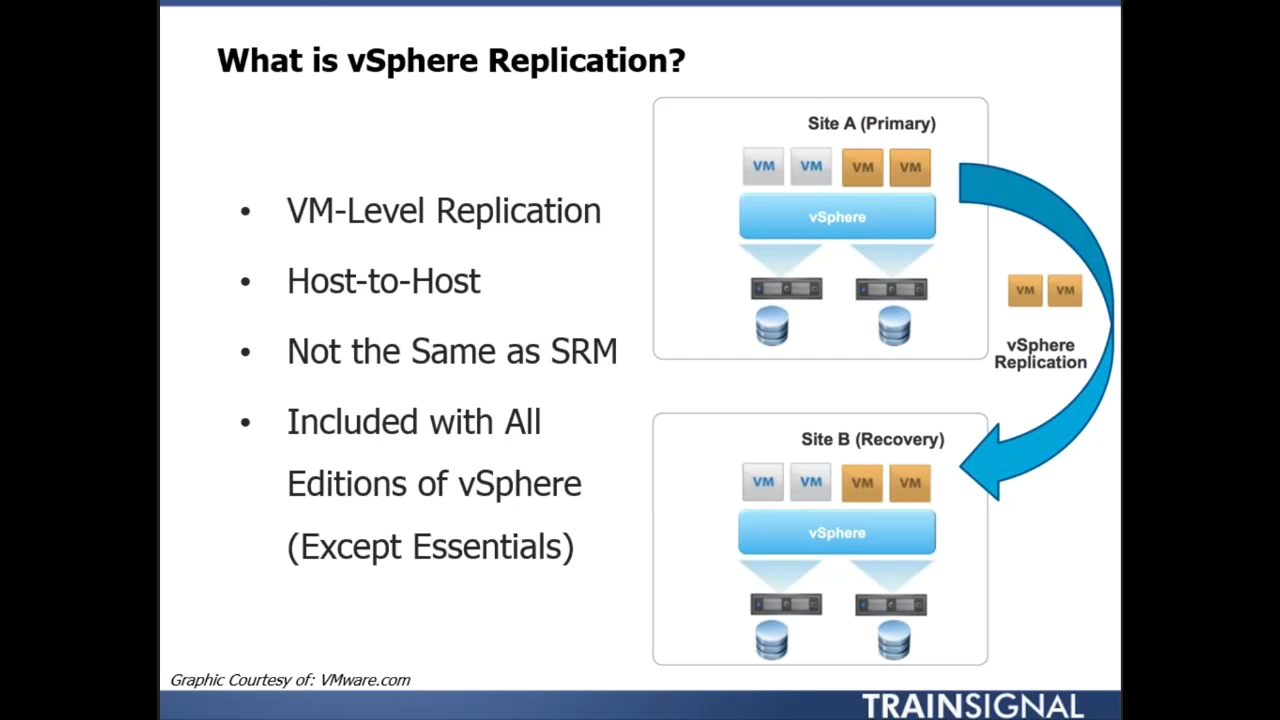 What is vSphere Replication?
• VM-Level Replication
• Host-to-Host
• Not the Same as SRM
• Included with All
Editions of vSphere
(Except Essentials)
Site A (Primary)
VM VM VM VM
vSphere
VM VM
vSphere
Replication
Site B (Recovery)
VM VM VM VM
vSphere
Graphic Courtesy of: VMware.com
TRAINSIGNAL